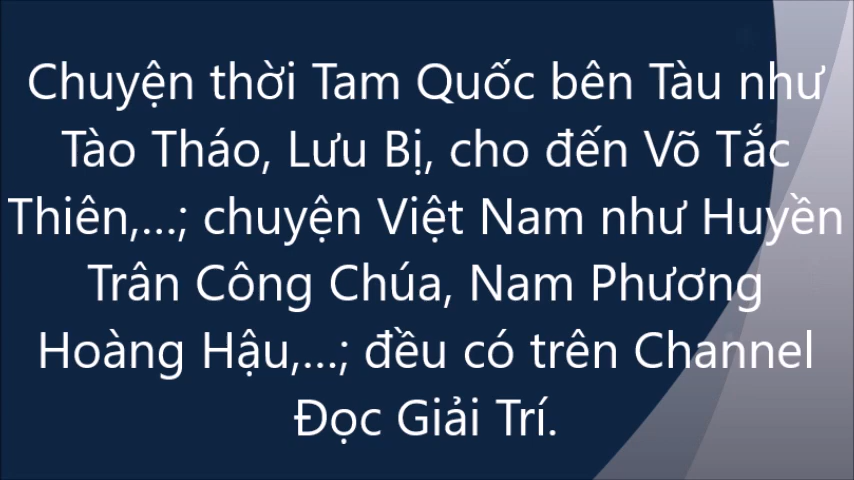 Chuyện thời Tam Quốc bên Tàu như
Tào Tháo, Lưu Bị, cho đến Võ Tắc
Thiên,...; chuyện Việt Nam như Huyền
Trân Công Chúa, Nam Phương
Hoàng Hậu,...; đều có trên Channel
Đọc Giải Trí.